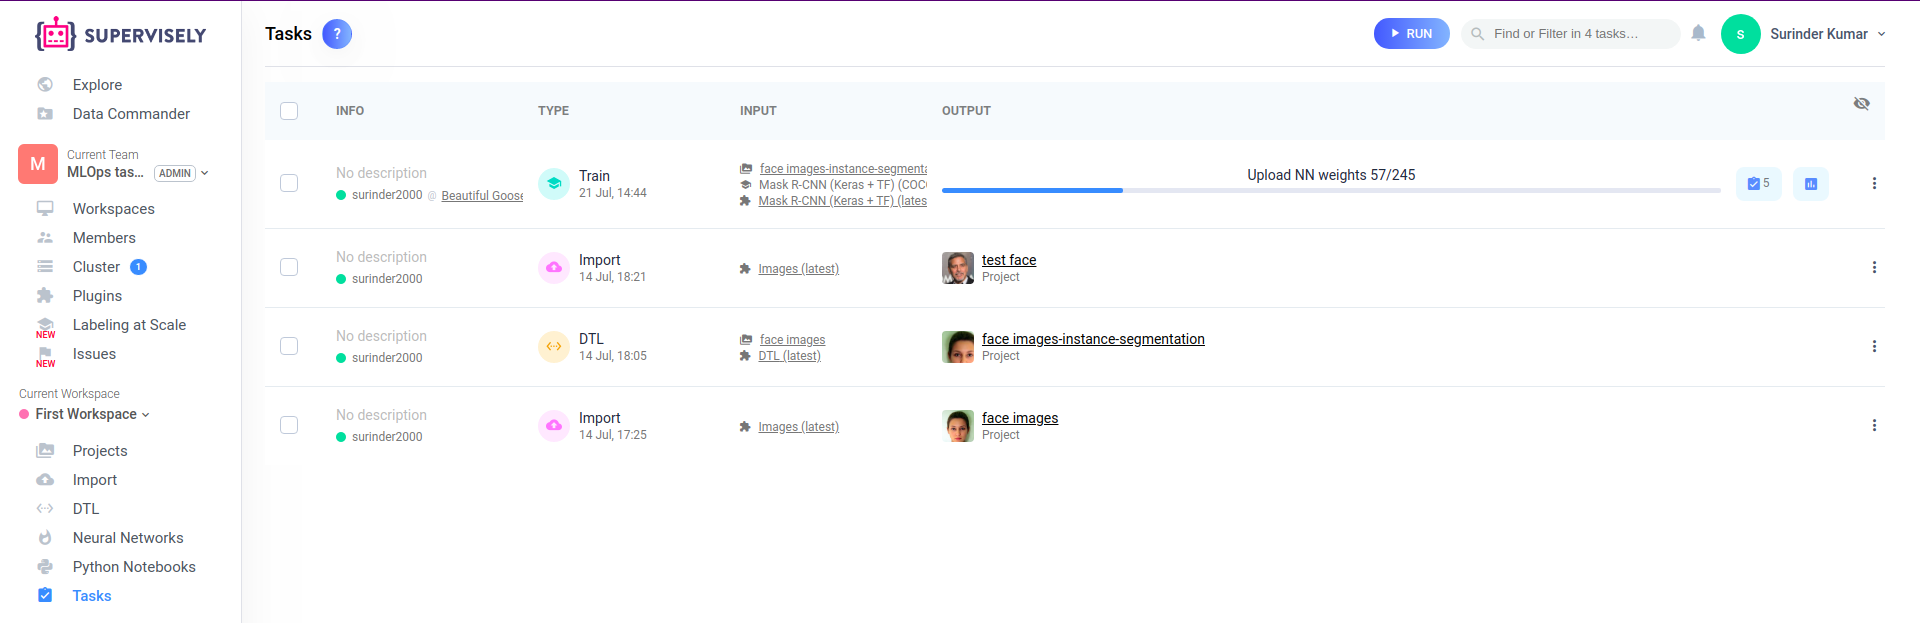 SUPERVISELY
Tasks ?
RUN
Find or Filter in 4 tasks...
S
Surinder Kumar
Explore
Data Commander
M
Current Team
MLOps tas...
ADMIN
Workspaces
Members
Cluster 1
Plugins
Labeling at Scale
NEW
Issues
NEW
Current Workspace
First Workspace
Projects
Import
DTL
Neural Networks
Python Notebooks
Tasks
INFO TYPE INPUT OUTPUT
No description
surinder2000 @ Beautiful Goose
Train
21 Jul, 14:44
face images-instance-segmenta
Mask R-CNN (Keras + TF) (COC
Mask R-CNN (Keras + TF) (lates
Upload NN weights 57/245
5
No description
surinder2000
Import
14 Jul, 18:21
Images (latest)
test face
Project
No description
surinder2000
DTL
14 Jul, 18:05
face images
DTL (latest)
face images-instance-segmentation
Project
No description
surinder2000
Import
14 Jul, 17:25
Images (latest)
face images
Project